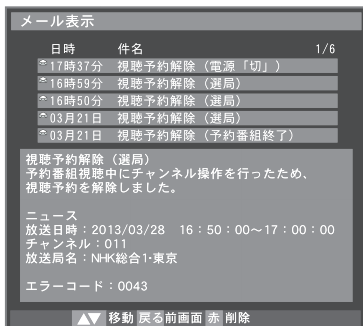 メール表示
日時 件名 1/6
17時37分 視聴予約解除（電源「切」）
16時59分 視聴予約解除（選局）
16時50分 視聴予約解除（選局）
03月21日 視聴予約解除（選局）
03月21日 視聴予約解除（予約番組終了）
視聴予約解除（選局）
予約番組視聴中にチャンネル操作を行ったため、
視聴予約を解除しました。
ニュース
放送日時：2013/03/28 16：50：00～17：00：00
チャンネル：011
放送局名：NHK総合1･東京
エラーコード：0043
▲▼ 移動 戻る 前画面 赤 削除